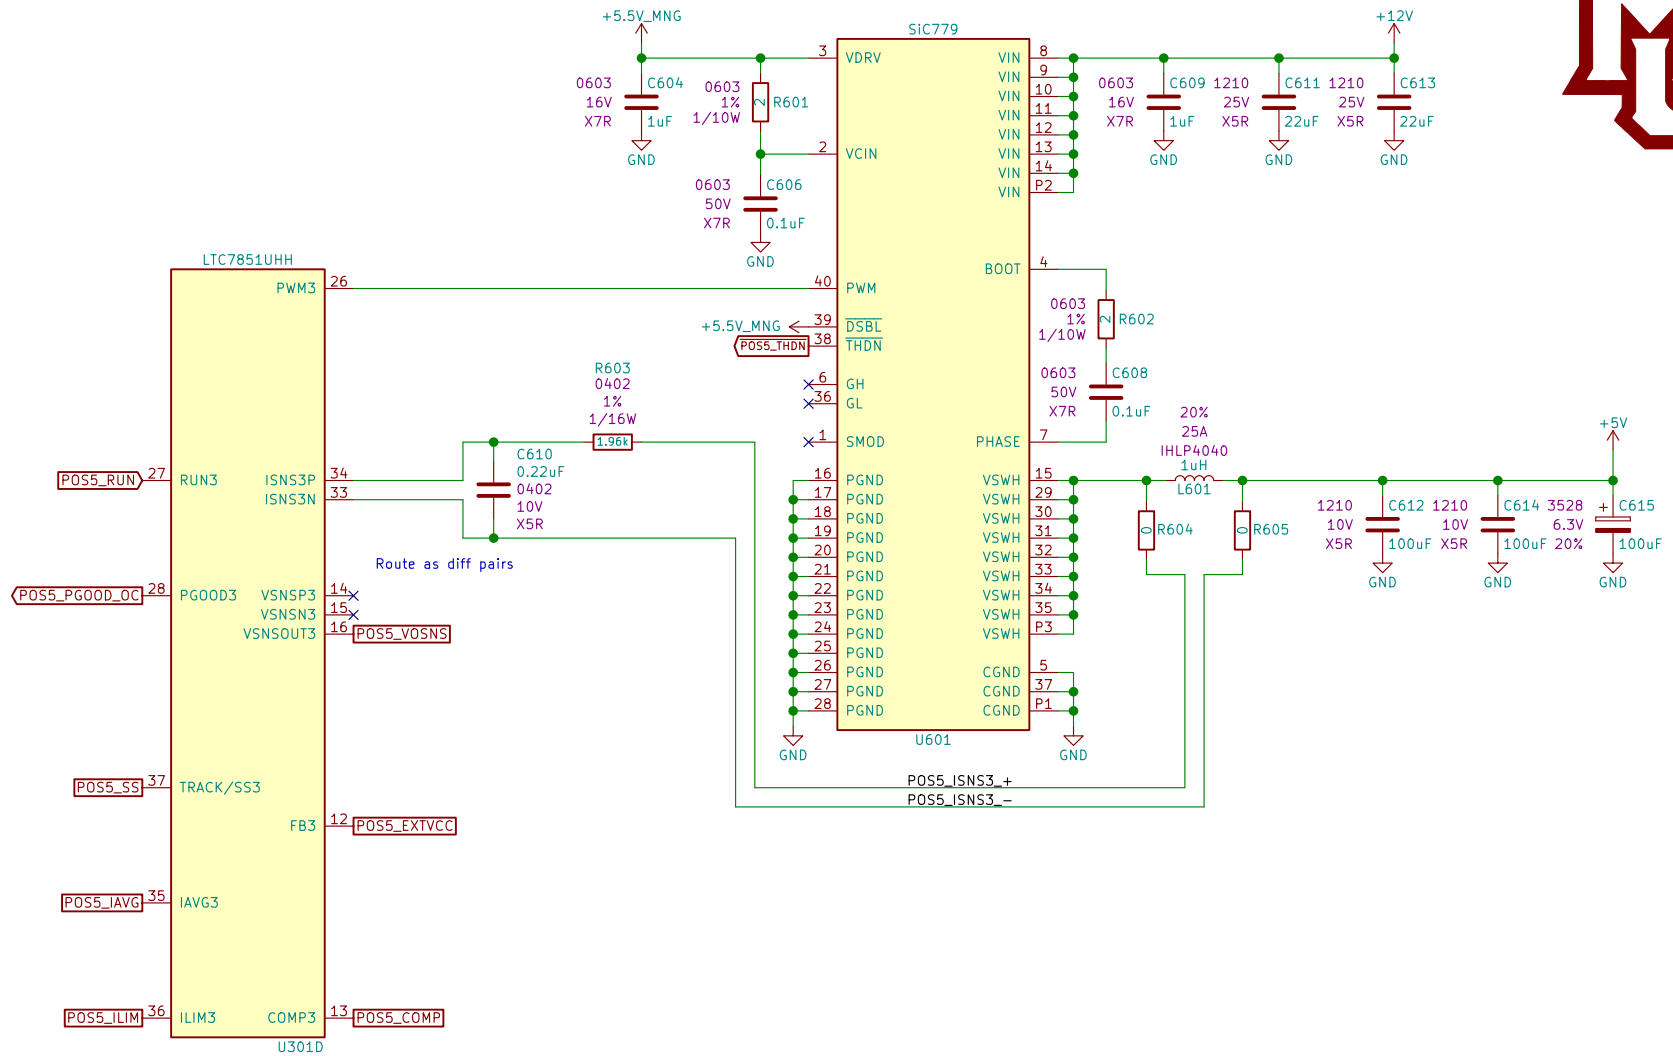 +5.5V_MNG
0603
16V
X7R
C604
1uF
GND
0603
1%
1/10W
2
R601
0603
50V
X7R
C606
0.1uF
GND
SiC779
3 VDRV
2 VCIN
40 PWM
+5.5V_MNG
39 DSBL
POS5_THDN
38 THDN
6 GH
36 GL
1 SMOD
16 PGND
17 PGND
18 PGND
19 PGND
20 PGND
21 PGND
22 PGND
23 PGND
24 PGND
25 PGND
26 PGND
27 PGND
28 PGND
GND
VIN 8
VIN 9
VIN 10
VIN 11
VIN 12
VIN 13
VIN 14
VIN P2
BOOT 4
PHASE 7
VSWH 15
VSWH 29
VSWH 30
VSWH 31
VSWH 32
VSWH 33
VSWH 34
VSWH 35
VSWH P3
CGND 5
CGND 37
CGND P1
GND
U601
+12V
0603
16V
X7R
C609
1uF
GND
1210
25V
X5R
C611
22uF
GND
1210
25V
X5R
C613
22uF
GND
0603
1%
1/10W
2
R602
0603
50V
X7R
C608
0.1uF
20%
25A
IHLP4040
1uH
L601
0
R604
0
R605
+5V
1210
10V
X5R
C612
100uF
GND
1210
10V
X5R
C614
100uF
GND
3528
6.3V
20%
+
C615
100uF
GND
POS5_ISNS3_+
POS5_ISNS3_-
R603
0402
1%
1/16W
1.96k
C610
0.22uF
0402
10V
X5R
Route as diff pairs
LTC7851UHH
PWM3 26
POS5_RUN
27 RUN3
ISNS3P 34
ISNS3N 33
POS5_PGOOD_OC
28 PGOOD3
VSNSP3 14
VSNSN3 15
VSNSOUT3 16
POS5_VOSNS
POS5_SS
37 TRACK/SS3
FB3 12
POS5_EXTVCC
POS5_IAVG
35 IAVG3
POS5_ILIM
36 ILIM3
COMP3 13
POS5_COMP
U301D